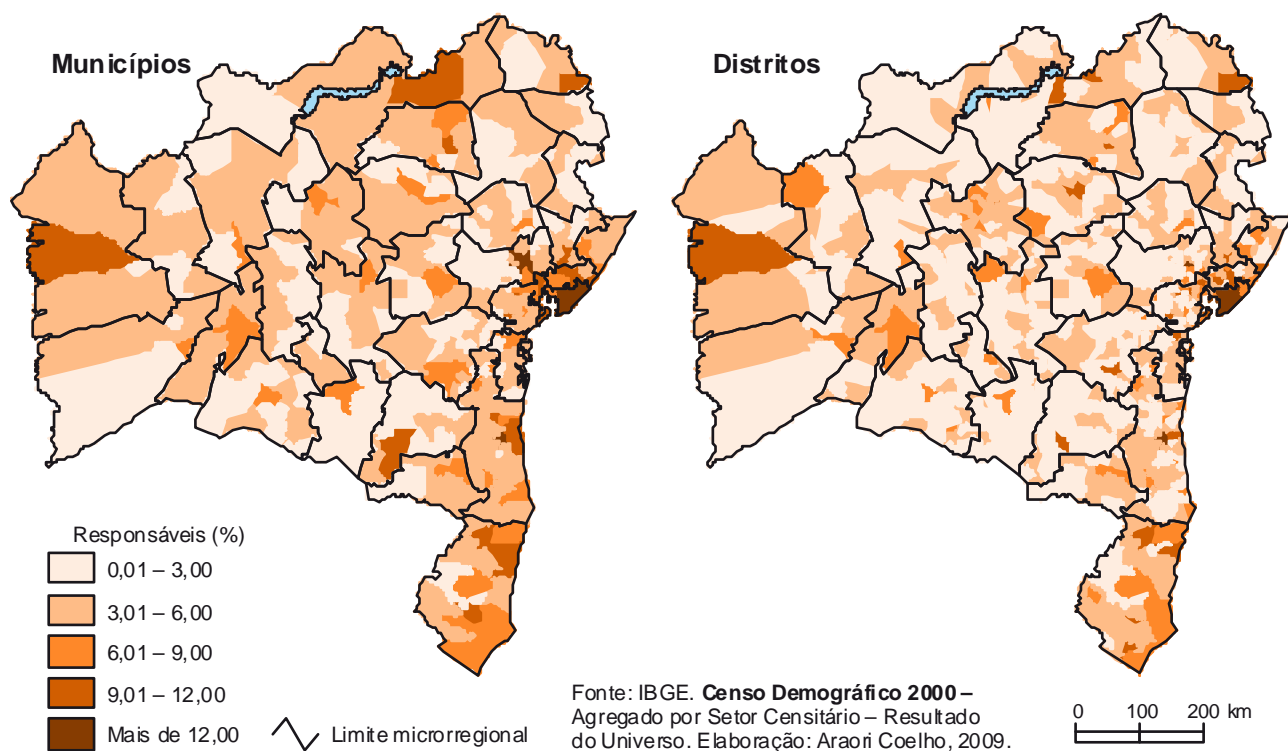 Municípios
Distritos
Responsáveis (%)
0,01 – 3,00
3,01 – 6,00
6,01 – 9,00
9,01 – 12,00
Mais de 12,00
Limite microrregional
Fonte: IBGE. Censo Demográfico 2000 –
Agregado por Setor Censitário – Resultado
do Universo. Elaboração: Araori Coelho, 2009.
0 100 200 km